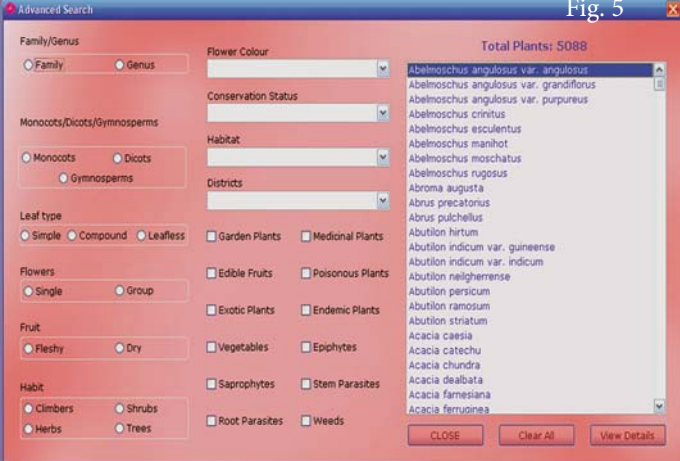 Advanced Search
Fig. 5
Family/Genus
Family
Genus
Monocots/Dicots/Gymnosperms
Monocots
Dicots
Gymnosperms
Leaf type
Simple
Compound
Leafless
Flowers
Single
Group
Fruit
Fleshy
Dry
Habit
Climbers
Shrubs
Herbs
Trees
Flower Colour
Conservation Status
Habitat
Districts
Garden Plants
Medicinal Plants
Edible Fruits
Poisonous Plants
Exotic Plants
Endemic Plants
Vegetables
Epiphytes
Saprophytes
Stem Parasites
Root Parasites
Weeds
Total Plants: 5088
Abelmoschus angulosus var. angulosus
Abelmoschus angulosus var. grandiflorus
Abelmoschus angulosus var. purpureus
Abelmoschus crinitus
Abelmoschus esculentus
Abelmoschus manihot
Abelmoschus moschatus
Abelmoschus rugosus
Abroma augusta
Abrus precatorius
Abrus pulchellus
Abutilon hirtum
Abutilon indicum var. guineense
Abutilon indicum var. indicum
Abutilon neilgherrense
Abutilon persicum
Abutilon ramosum
Abutilon striatum
Acacia caesia
Acacia catechu
Acacia chundra
Acacia dealbata
Acacia farnesiana
Acacia ferruginea
CLOSE
Clear All
View Details